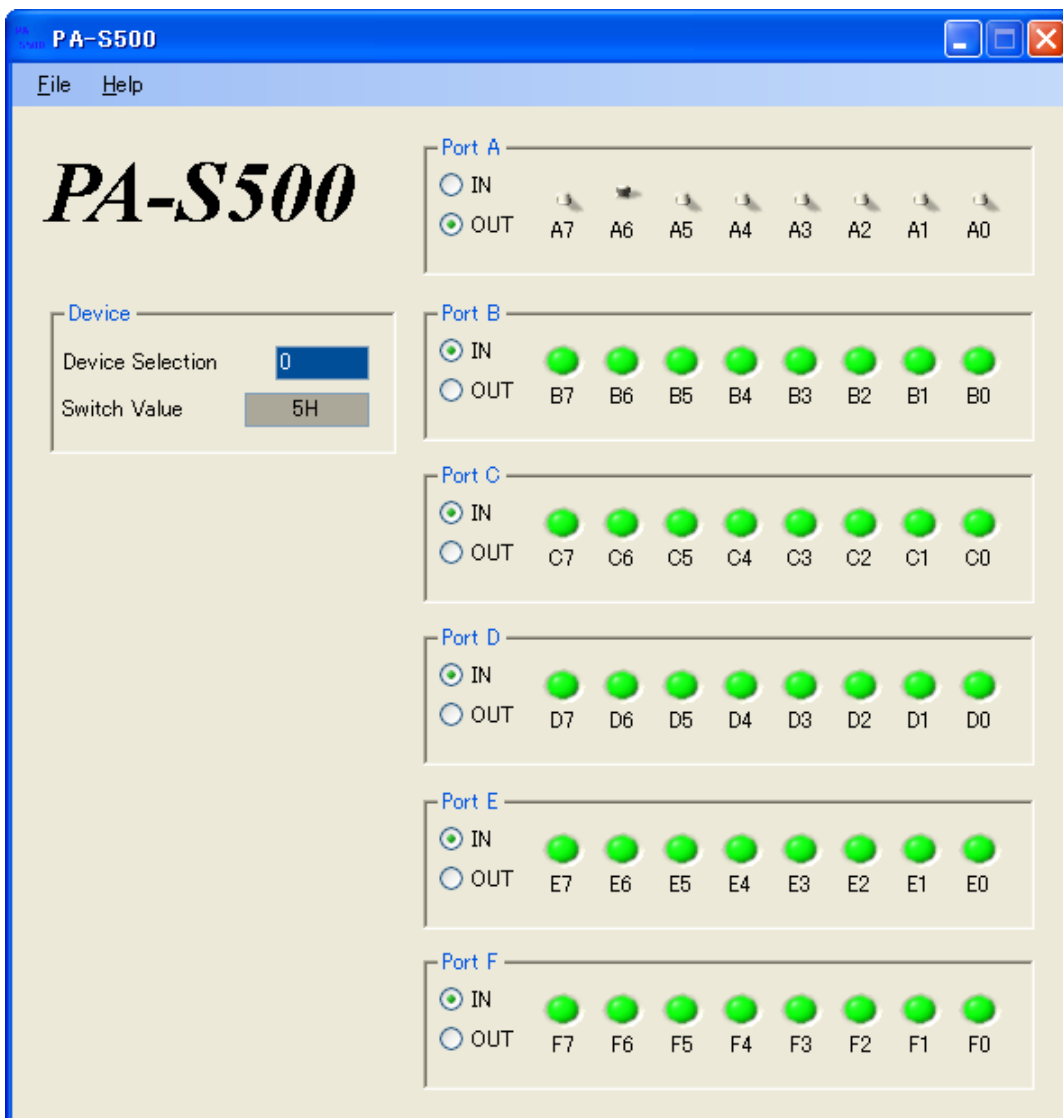 PA-S500
File Help
PA-S500
Device
Device Selection 0
Switch Value 5H
Port A
IN
OUT
A7 A6 A5 A4 A3 A2 A1 A0
Port B
IN
OUT
B7 B6 B5 B4 B3 B2 B1 B0
Port C
IN
OUT
C7 C6 C5 C4 C3 C2 C1 C0
Port D
IN
OUT
D7 D6 D5 D4 D3 D2 D1 D0
Port E
IN
OUT
E7 E6 E5 E4 E3 E2 E1 E0
Port F
IN
OUT
F7 F6 F5 F4 F3 F2 F1 F0